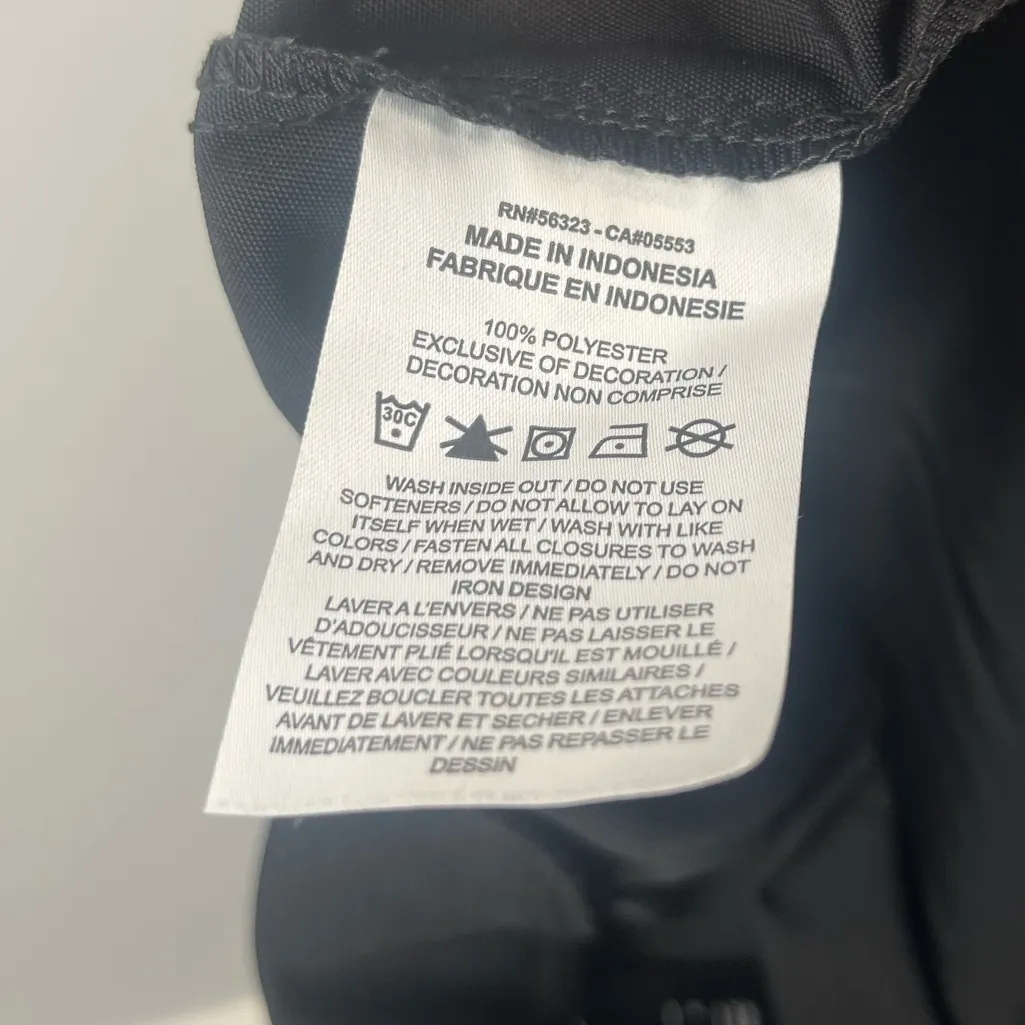 RN#56323 - CA#05553
MADE IN INDONESIA
FABRIQUE EN INDONESIE
100% POLYESTER
EXCLUSIVE OF DECORATION /
DECORATION NON COMPRISE
30C
WASH INSIDE OUT / DO NOT USE
SOFTENERS / DO NOT ALLOW TO LAY ON
ITSELF WHEN WET / WASH WITH LIKE
COLORS / FASTEN ALL CLOSURES TO WASH
AND DRY / REMOVE IMMEDIATELY / DO NOT
IRON DESIGN
LAVER A L'ENVERS / NE PAS UTILISER
D'ADOUCISSEUR / NE PAS LAISSER LE
VÊTEMENT PLIÉ LORSQU'IL EST MOUILLÉ /
LAVER AVEC COULEURS SIMILAIRES /
VEUILLEZ BOUCLER TOUTES LES ATTACHES
AVANT DE LAVER ET SECHER / ENLEVER
IMMEDIATEMENT / NE PAS REPASSER LE
DESSIN